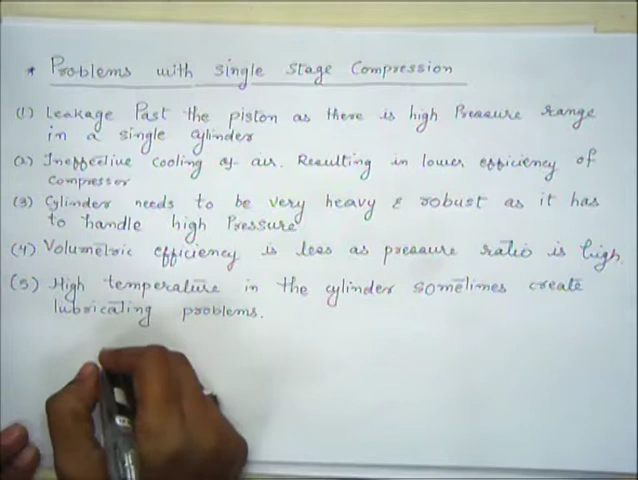 * Problems with single stage Compression
(1) Leakage Past the piston as there is high Pressure range
in a single cylinder
(2) Ineffective cooling of air. Resulting in lower efficiency of
compressor
(3) Cylinder needs to be very heavy & robust as it has
to handle high Pressure
(4) Volumetric efficiency is less as pressure ratio is high.
(5) High temperature in the cylinder sometimes create
lubricating problems.